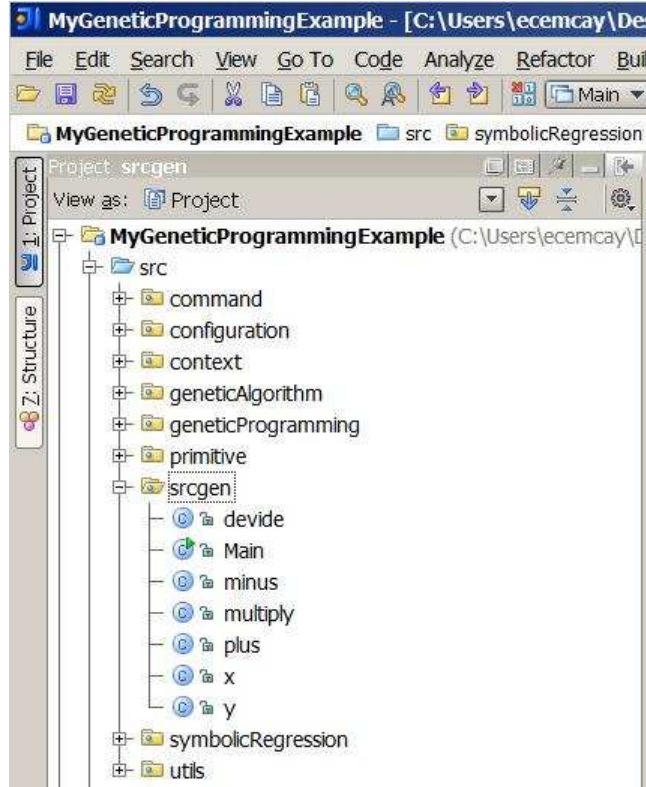 MyGeneticProgrammingExample - [C:\Users\ecemcay\De
File Edit Search View Go To Code Analyze Refactor Bui
Main
MyGeneticProgrammingExample src symbolicRegression
Project srcgen
View as: Project
1: Project
Z: Structure
MyGeneticProgrammingExample (C:\Users\ecemcay\D
src
command
configuration
context
geneticAlgorithm
geneticProgramming
primitive
srcgen
devide
Main
minus
multiply
plus
x
y
symbolicRegression
utils